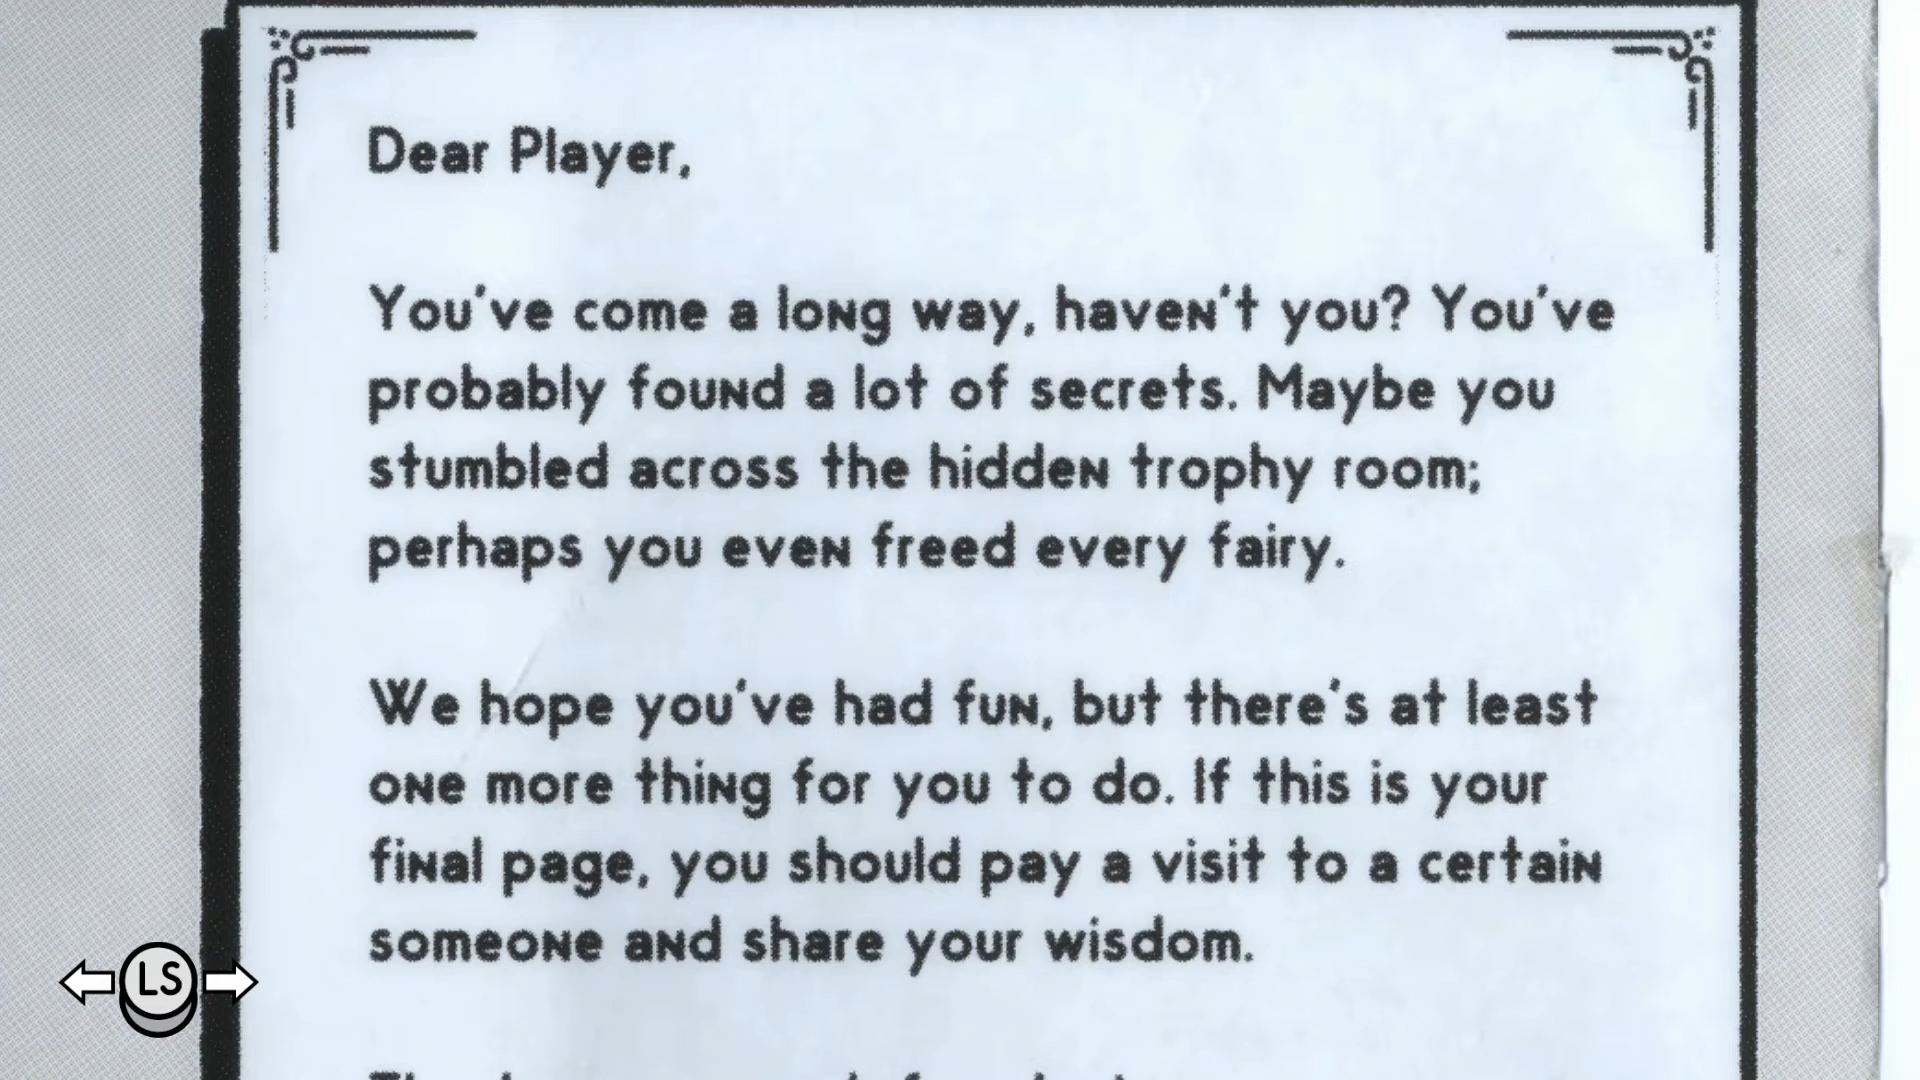 Dear Player,
You've come a long way, haven't you? You've
probably found a lot of secrets. Maybe you
stumbled across the hidden trophy room;
perhaps you even freed every fairy.
We hope you've had fun, but there's at least
one more thing for you to do. If this is your
final page, you should pay a visit to a certain
someone and share your wisdom.
LS